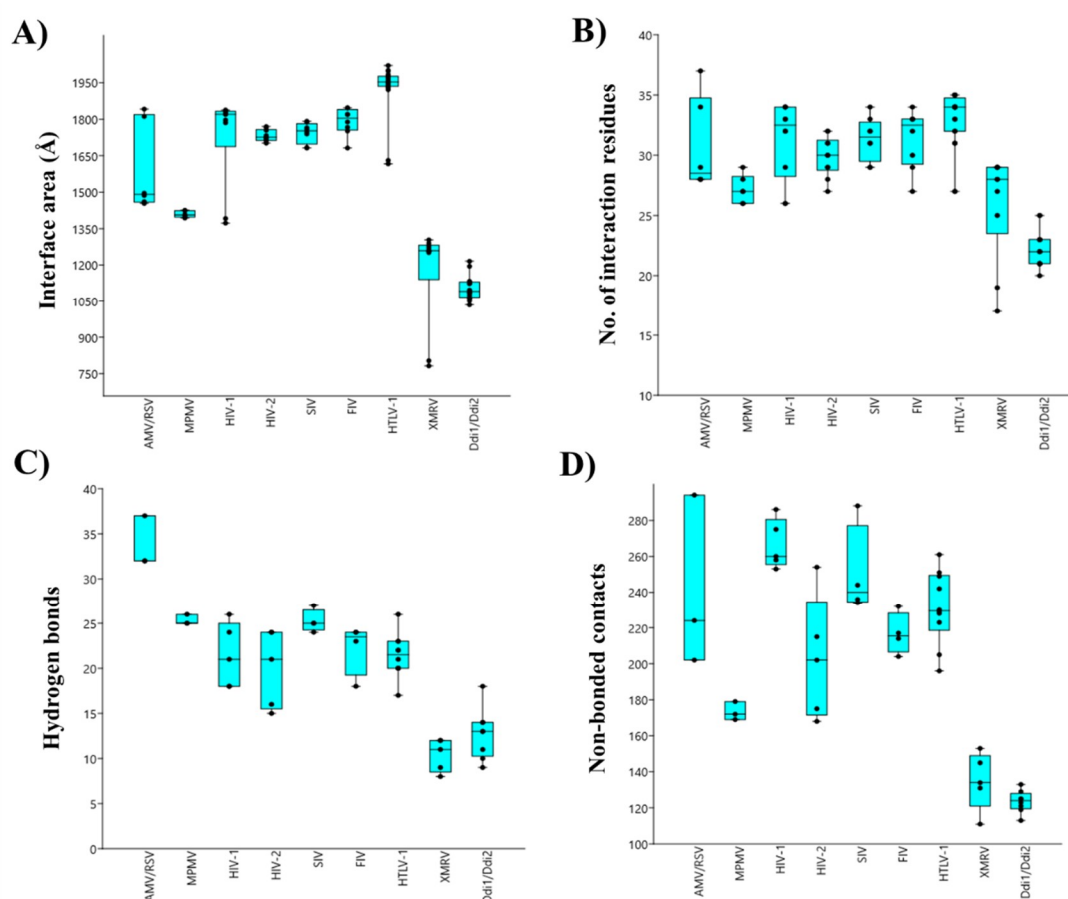 A)
Interface area (Å)
1950
1800
1650
1500
1350
1200
1050
900
750
AMV/RSV
MPMV
HIV-1
HIV-2
SIV
FIV
HTLV-1
XMRV
Ddi1/Ddi2
B)
No. of interaction residues
40
35
30
25
20
15
10
AMV/RSV
MPMV
HIV-1
HIV-2
SIV
FIV
HTLV-1
XMRV
Ddi1/Ddi2
C)
Hydrogen bonds
40
35
30
25
20
15
10
5
0
AMV/RSV
MPMV
HIV-1
HIV-2
SIV
FIV
HTLV-1
XMRV
Ddi1/Ddi2
D)
Non-bonded contacts
280
260
240
220
200
180
160
140
120
100
AMV/RSV
MPMV
HIV-1
HIV-2
SIV
FIV
HTLV-1
XMRV
Ddi1/Ddi2